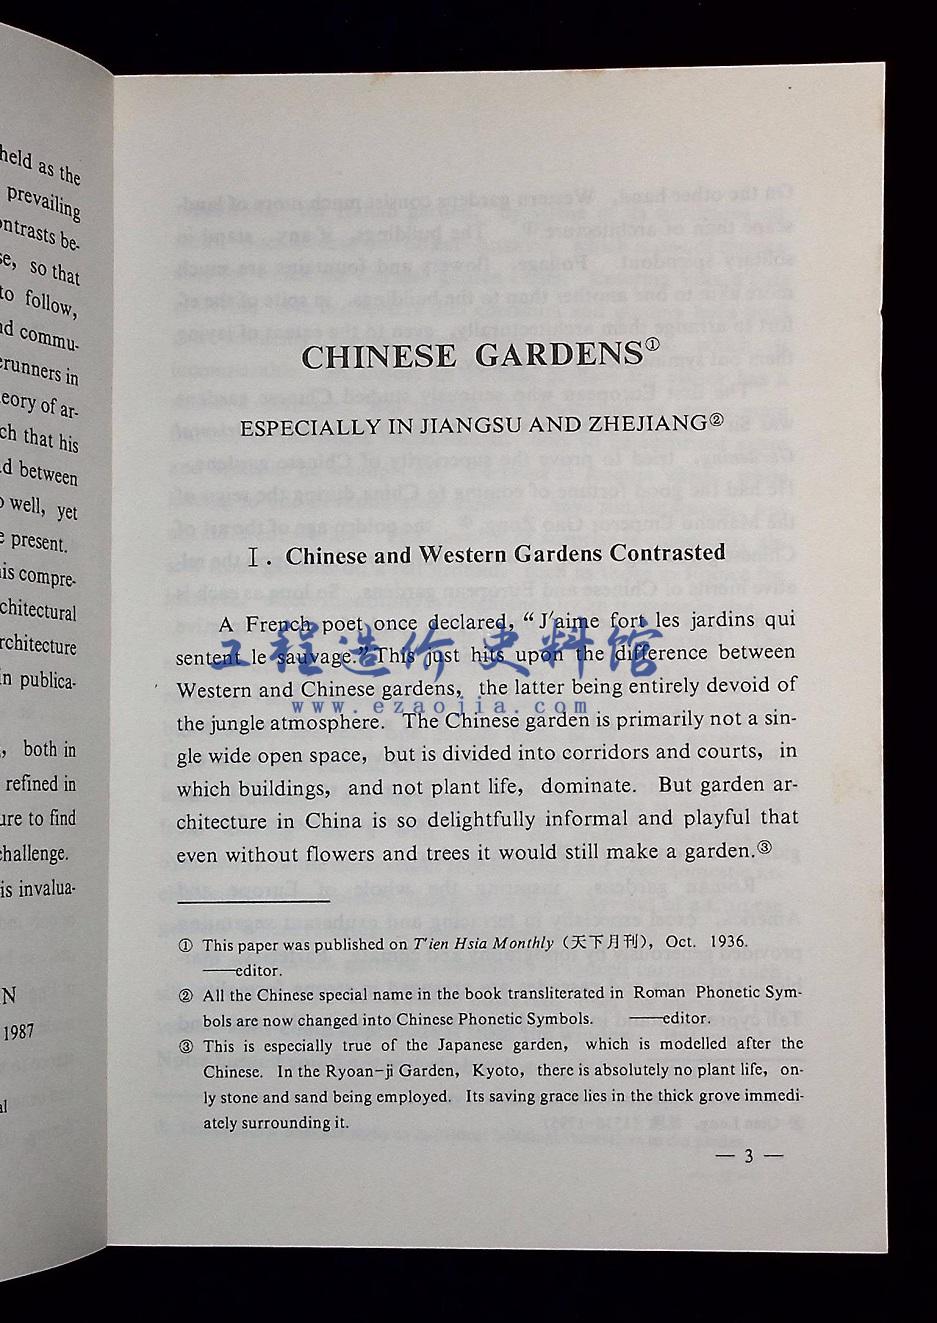 held as the
prevailing
ntrasts be-
se, so that
to follow,
nd commu-
erunners in
eory of ar-
ch that his
d between
o well, yet
e present.
is compre-
chitectural
rchitecture
in publica-
, both in
refined in
ure to find
challenge.
is invalua-
N
1987
al
CHINESE GARDENS①
ESPECIALLY IN JIANGSU AND ZHEJIANG②
Ⅰ. Chinese and Western Gardens Contrasted
A French poet once declared, “J'aime fort les jardins qui
sentent le sauvage.” This just hits upon the difference between
Western and Chinese gardens, the latter being entirely devoid of
the jungle atmosphere. The Chinese garden is primarily not a sin-
gle wide open space, but is divided into corridors and courts, in
which buildings, and not plant life, dominate. But garden ar-
chitecture in China is so delightfully informal and playful that
even without flowers and trees it would still make a garden.③
工程造价史料馆
www.ezaojia.com
① This paper was published on T'ien Hsia Monthly (天下月刊), Oct. 1936.
——editor.
② All the Chinese special name in the book transliterated in Roman Phonetic Sym-
bols are now changed into Chinese Phonetic Symbols. ——editor.
③ This is especially true of the Japanese garden, which is modelled after the
Chinese. In the Ryoan-ji Garden, Kyoto, there is absolutely no plant life, on-
ly stone and sand being employed. Its saving grace lies in the thick grove immedi-
ately surrounding it.
— 3 —